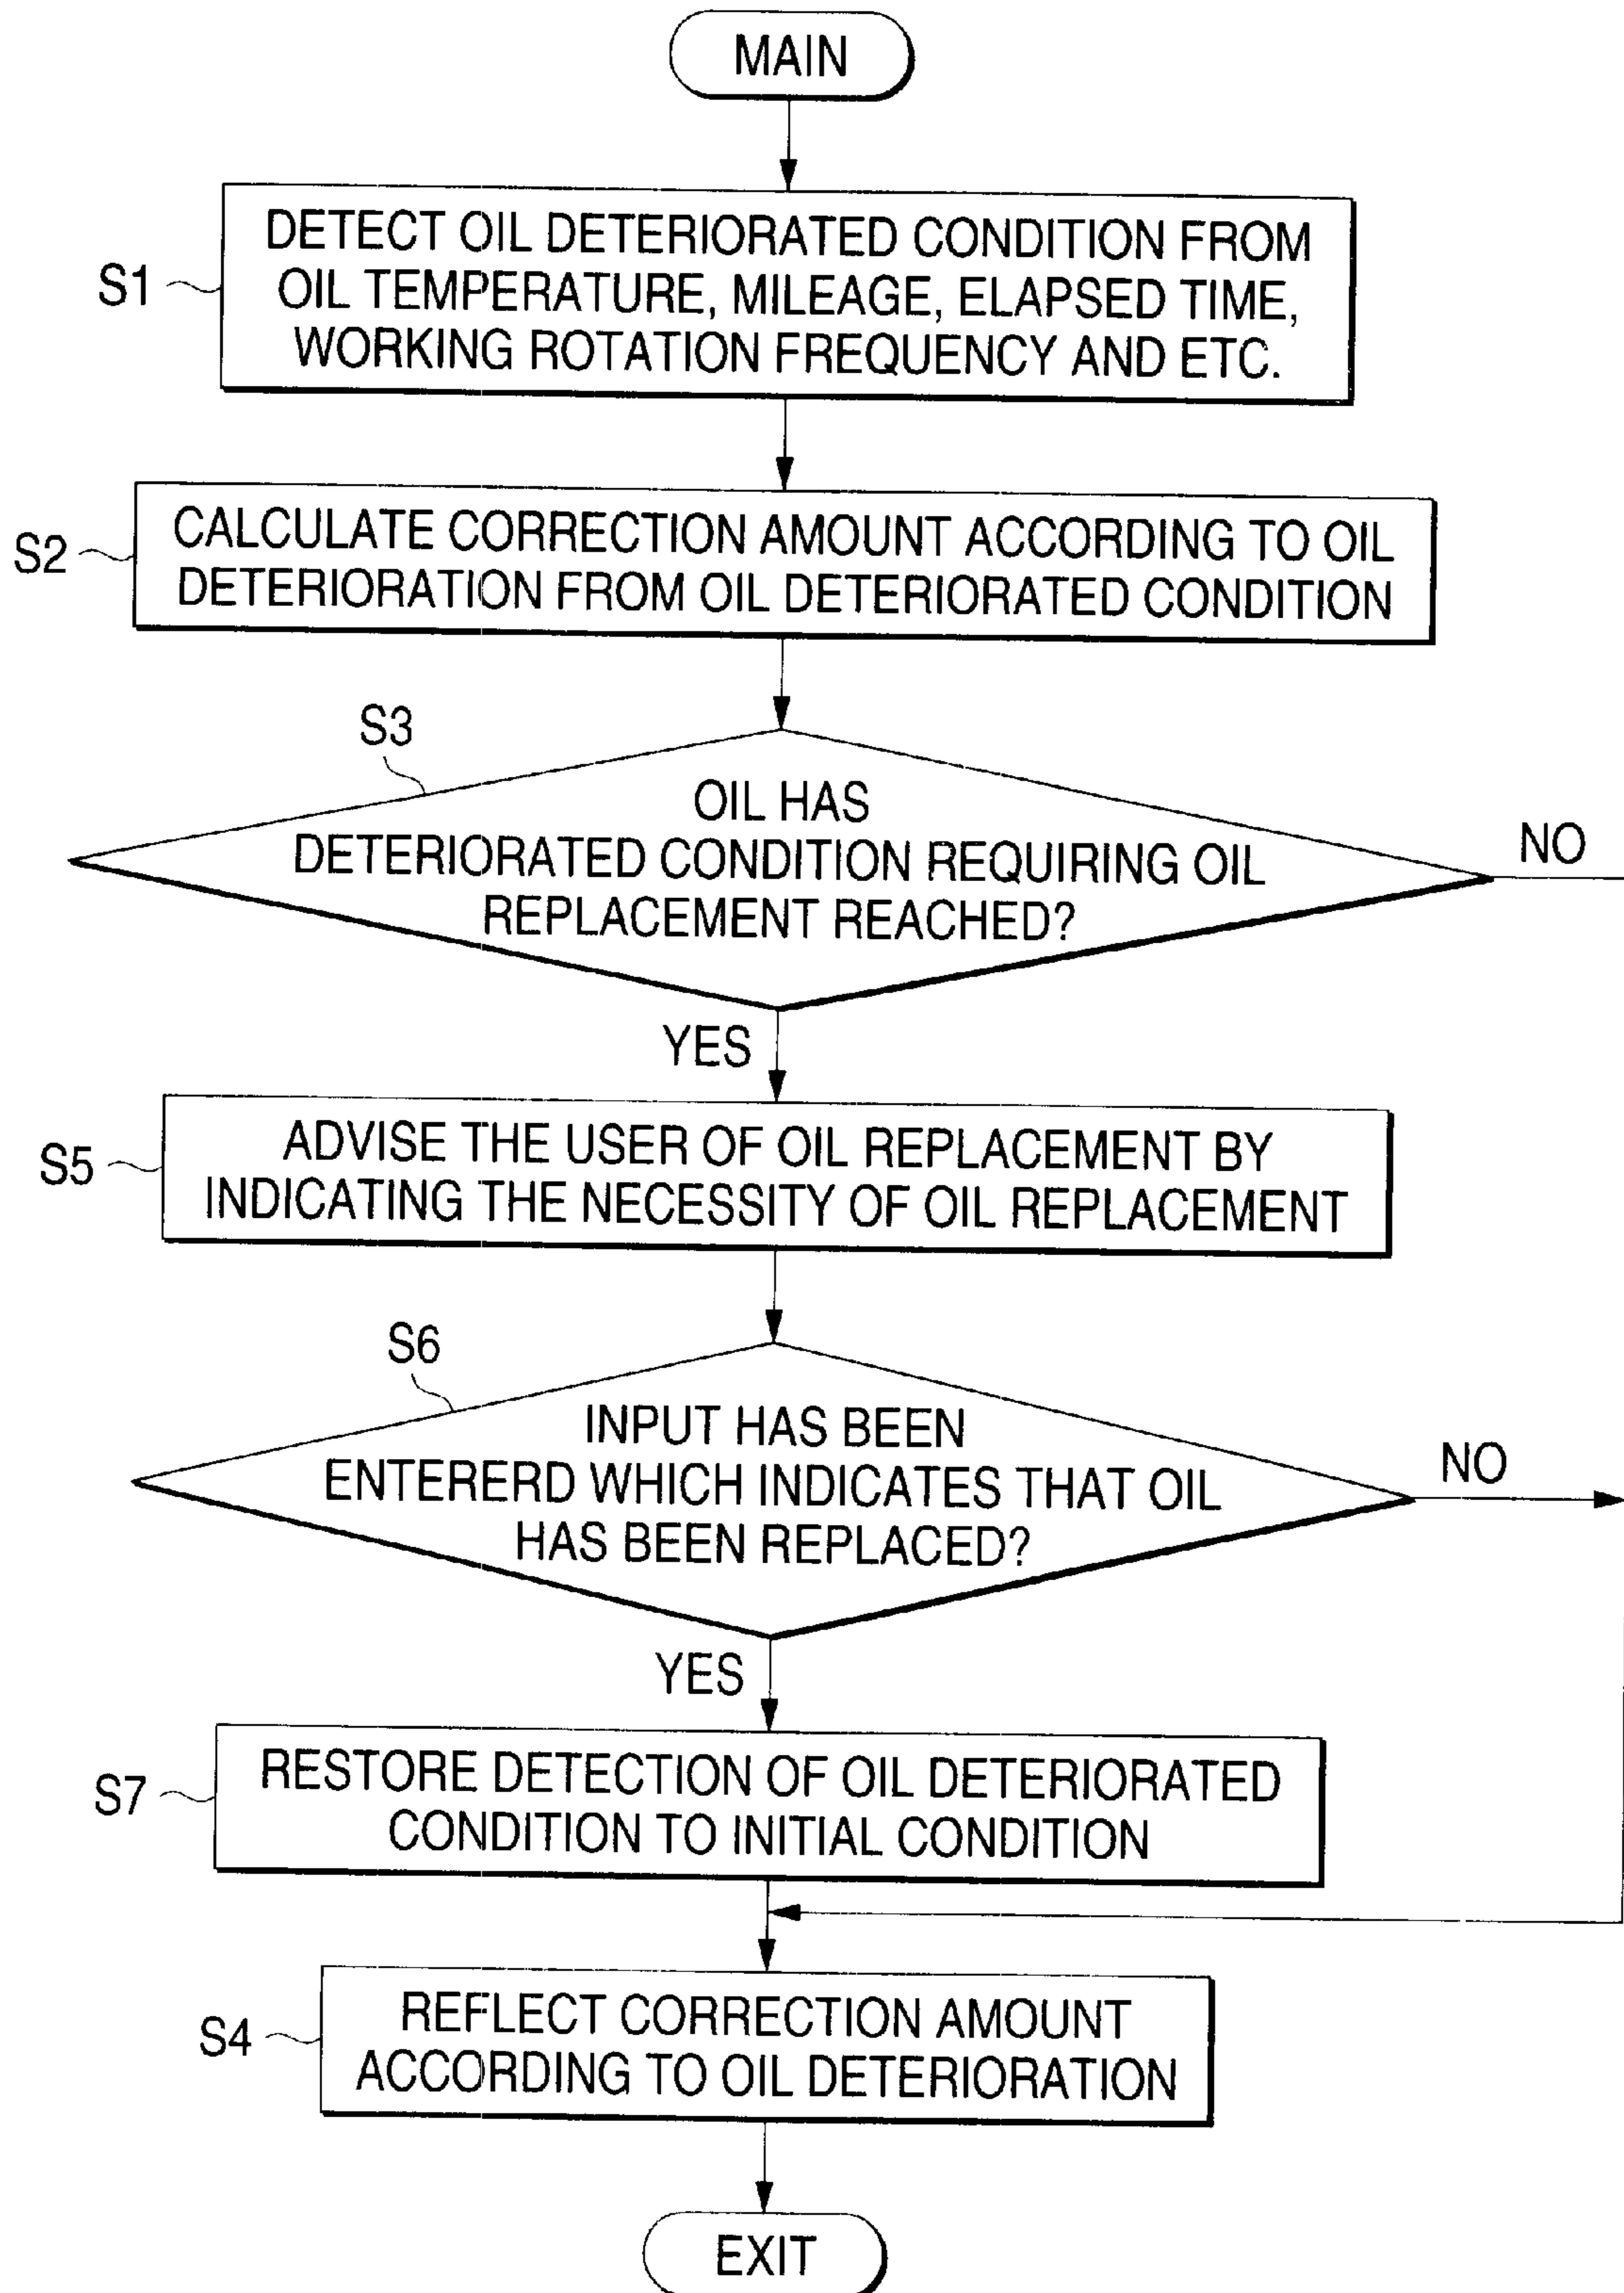 MAIN
S1
DETECT OIL DETERIORATED CONDITION FROM
OIL TEMPERATURE, MILEAGE, ELAPSED TIME,
WORKING ROTATION FREQUENCY AND ETC.
S2
CALCULATE CORRECTION AMOUNT ACCORDING TO OIL
DETERIORATION FROM OIL DETERIORATED CONDITION
S3
OIL HAS
DETERIORATED CONDITION REQUIRING OIL
REPLACEMENT REACHED?
NO
YES
S5
ADVISE THE USER OF OIL REPLACEMENT BY
INDICATING THE NECESSITY OF OIL REPLACEMENT
S6
INPUT HAS BEEN
ENTERERD WHICH INDICATES THAT OIL
HAS BEEN REPLACED?
NO
YES
S7
RESTORE DETECTION OF OIL DETERIORATED
CONDITION TO INITIAL CONDITION
S4
REFLECT CORRECTION AMOUNT
ACCORDING TO OIL DETERIORATION
EXIT